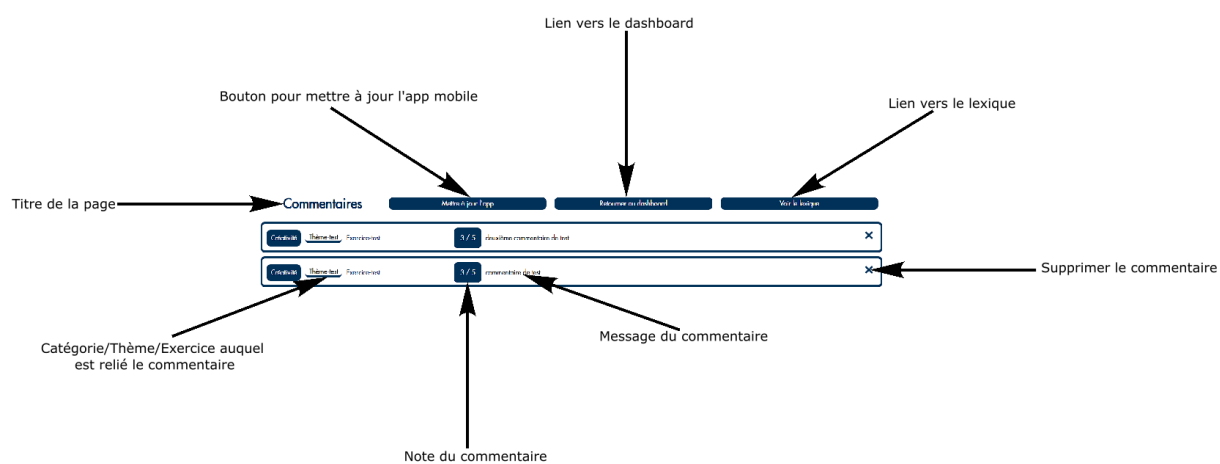 Lien vers le dashboard
Bouton pour mettre à jour l'app mobile
Lien vers le lexique
Titre de la page
Commentaires
Mettre à jour l'app
Retourner au dashboard
Voir le lexique
Créativité Thème-test Exercice-test 3 / 5 deuxième commentaire de test ×
Créativité Thème-test Exercice-test 3 / 5 commentaire de test ×
Supprimer le commentaire
Message du commentaire
Catégorie/Thème/Exercice auquel
est relié le commentaire
Note du commentaire